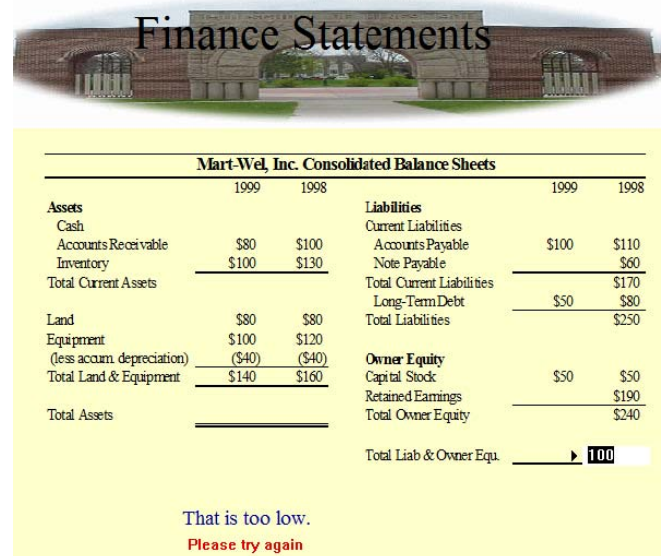 Finance Statements
Mart-Wel, Inc. Consolidated Balance Sheets
1999 1998 1999 1998
Assets Liabilities
Cash Current Liabilities
Accounts Receivable $80 $100 Accounts Payable $100 $110
Inventory $100 $130 Note Payable $60
Total Current Assets Total Current Liabilities $170
Long-Term Debt $50 $80
Land $80 $80 Total Liabilities $250
Equipment $100 $120
(less accum. depreciation) ($40) ($40) Owner Equity
Total Land & Equipment $140 $160 Capital Stock $50 $50
Retained Earnings $190
Total Assets Total Owner Equity $240
Total Liab & Owner Equ. 100
That is too low.
Please try again